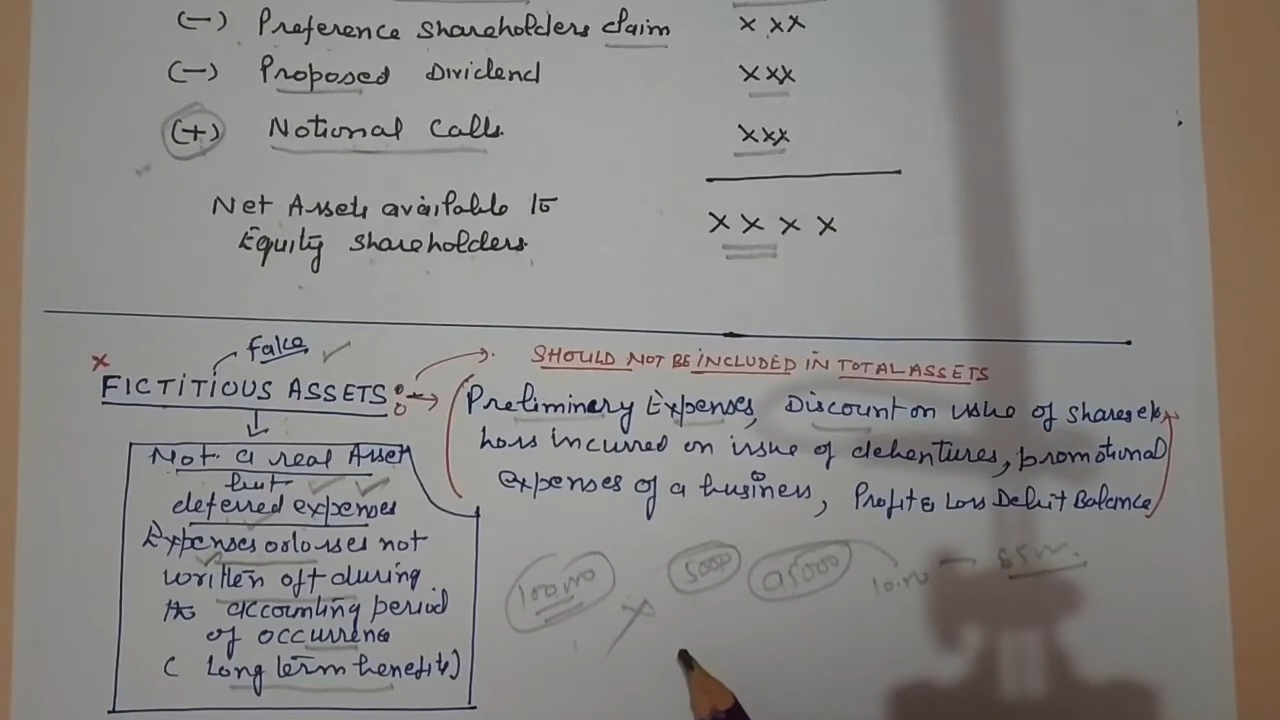 (-) Preference shareholders claim x xx
(-) Proposed Dividend xxx
(+) Notional Calls. xxx
Net Assets available to
Equity shareholders. x x x x
False
x
FICTITIOUS ASSETS:
SHOULD NOT BE INCLUDED IN TOTAL ASSETS
Preliminary Expenses, Discount on issue of shares etc,
loss incurred on issue of debentures, promotional
expenses of a business, Profit & Loss Debit Balance
Not a real Asset
but
deferred expenses
Expenses or losses not
written off during
the accounting period
of occurrence
( Long term benefits)
5000
95000